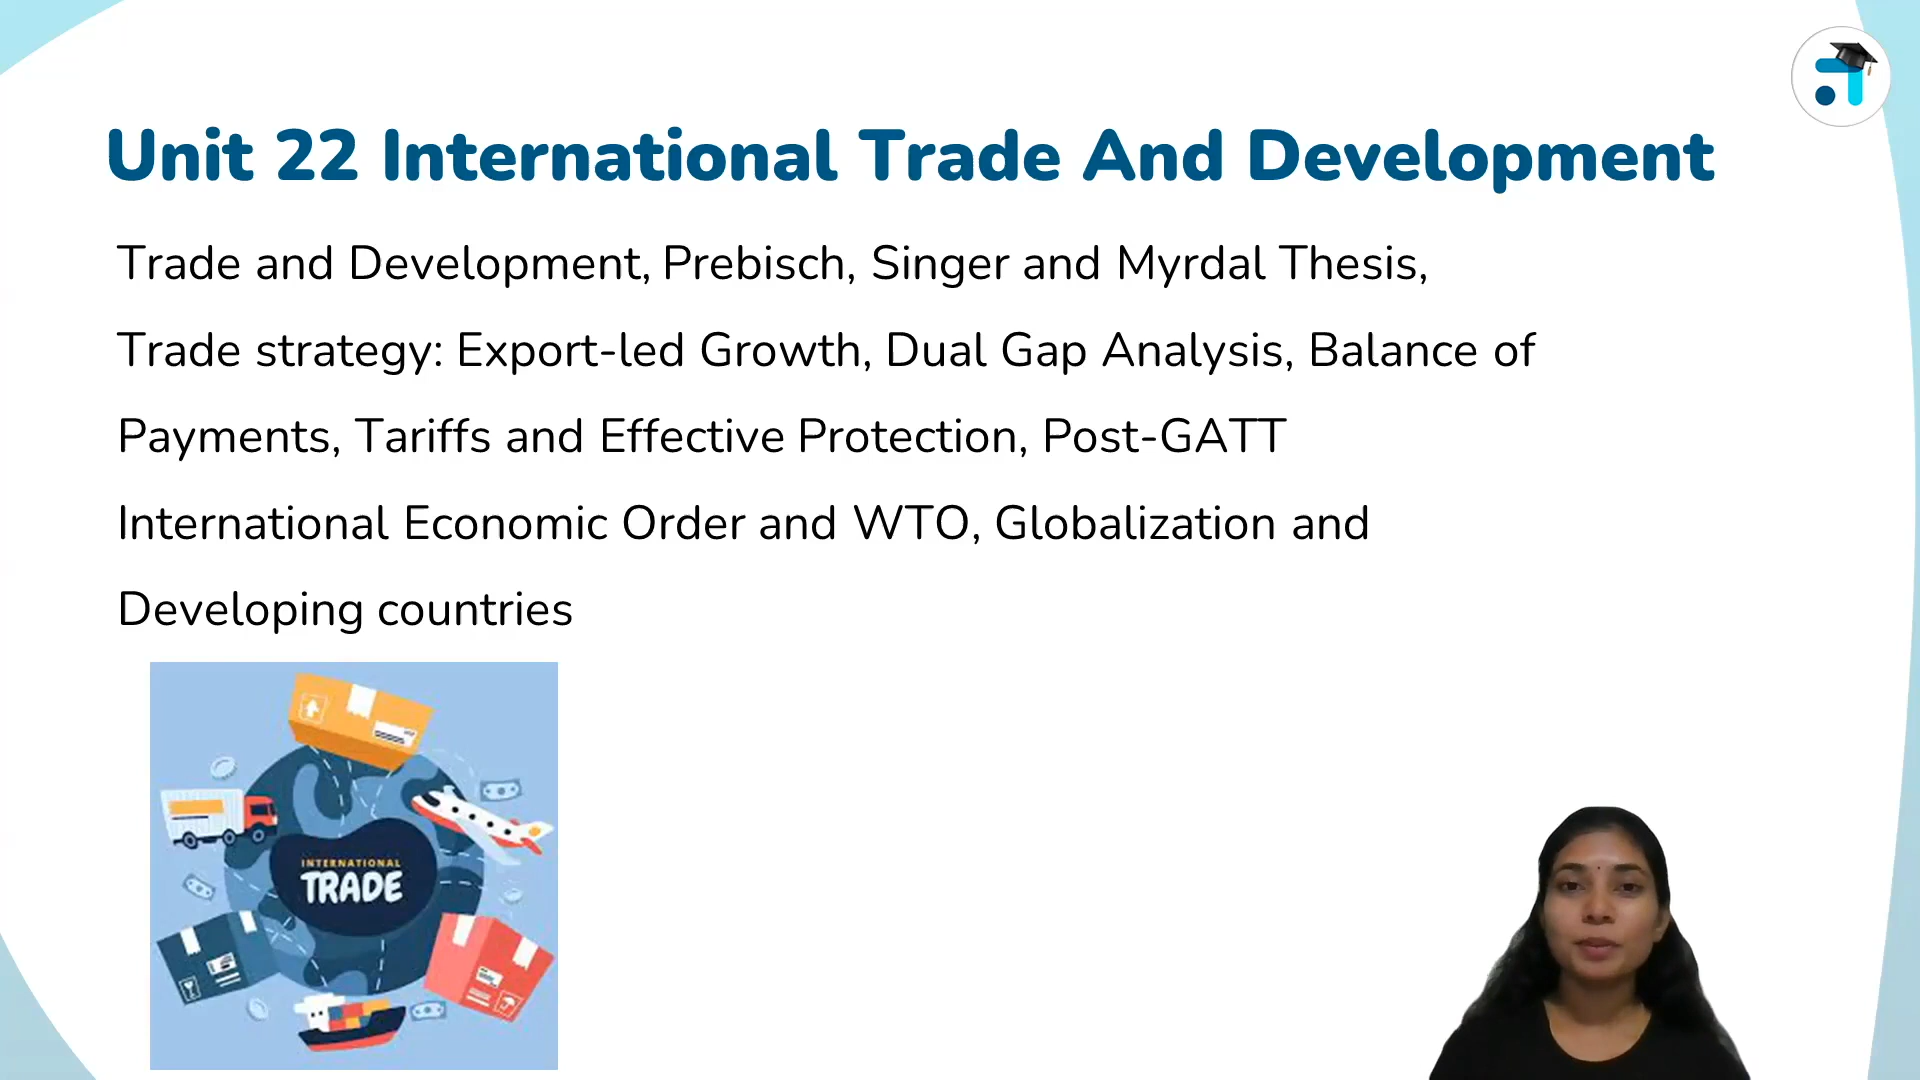 Unit 22 International Trade And Development
Trade and Development, Prebisch, Singer and Myrdal Thesis,
Trade strategy: Export-led Growth, Dual Gap Analysis, Balance of
Payments, Tariffs and Effective Protection, Post-GATT
International Economic Order and WTO, Globalization and
Developing countries
INTERNATIONAL
TRADE